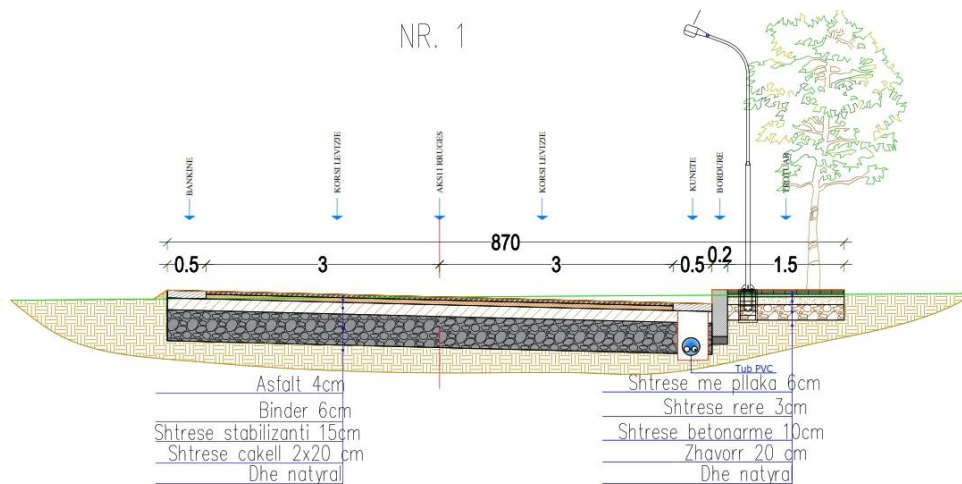 NR. 1
BANKINE
KORSI LEVIZJE
AKSI I RRUGES
KORSI LEVIZJE
KUNETE
BORDURE
TROTUAR
870
0.5 3 3 0.5 0.2 1.5
Tub PVC
Asfalt 4cm
Binder 6cm
Shtrese stabilizanti 15cm
Shtrese cakell 2x20 cm
Dhe natyral
Shtrese me pllaka 6cm
Shtrese rere 3cm
Shtrese betonarme 10cm
Zhavorr 20 cm
Dhe natyral